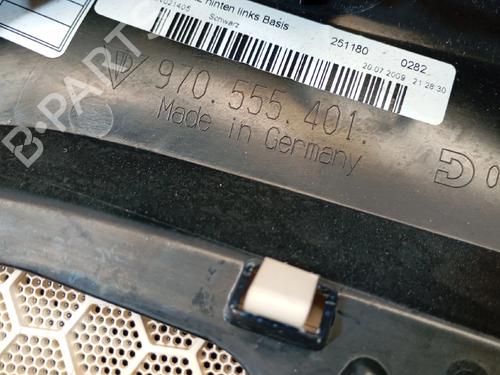 hinten links Basis
Schwarz
251180 0282
20.07.2009 21:28:30
970.555.401.
Made in Germany
D 0
B-PARTS